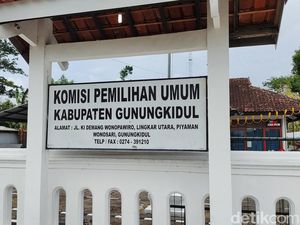 KOMISI PEMILIHAN UMUM
KABUPATEN GUNUNGKIDUL
ALAMAT : JL. KI DEMANG WONOPAWIRO, LINGKAR UTARA, PIYAMAN
WONOSARI, GUNUNGKIDUL
TELP / FAX : 0274 - 391210
detikcom